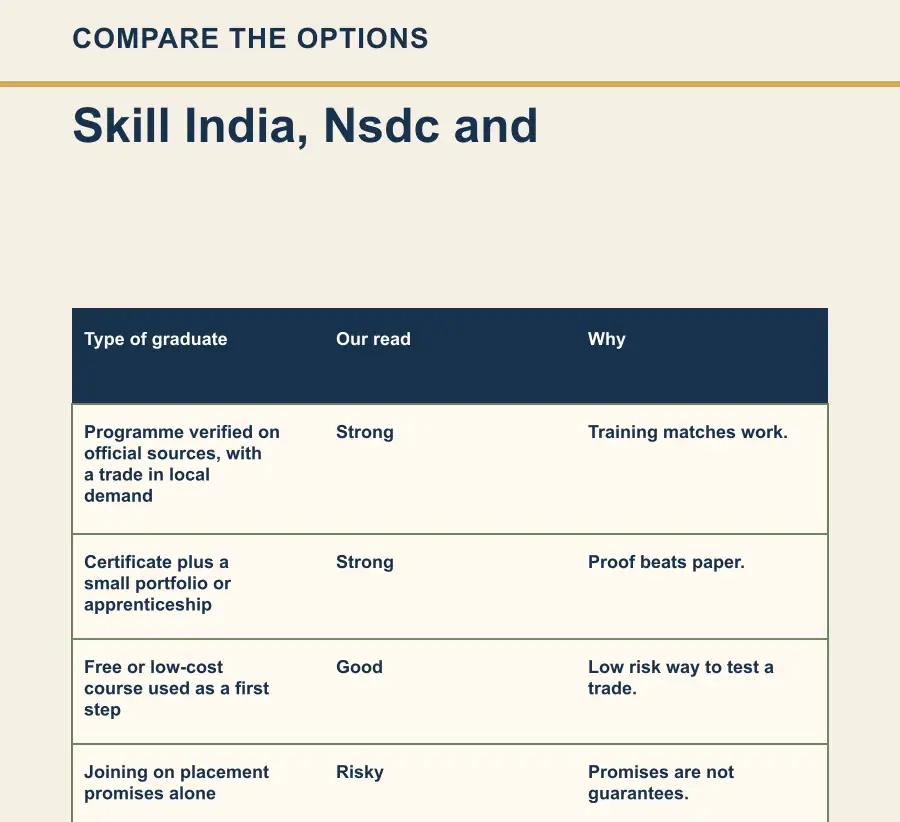 COMPARE THE OPTIONS
Skill India, Nsdc and
Type of graduate
Our read
Why
Programme verified on
official sources, with
a trade in local
demand
Strong
Training matches work.
Certificate plus a
small portfolio or
apprenticeship
Strong
Proof beats paper.
Free or low-cost
course used as a first
step
Good
Low risk way to test a
trade.
Joining on placement
promises alone
Risky
Promises are not
guarantees.